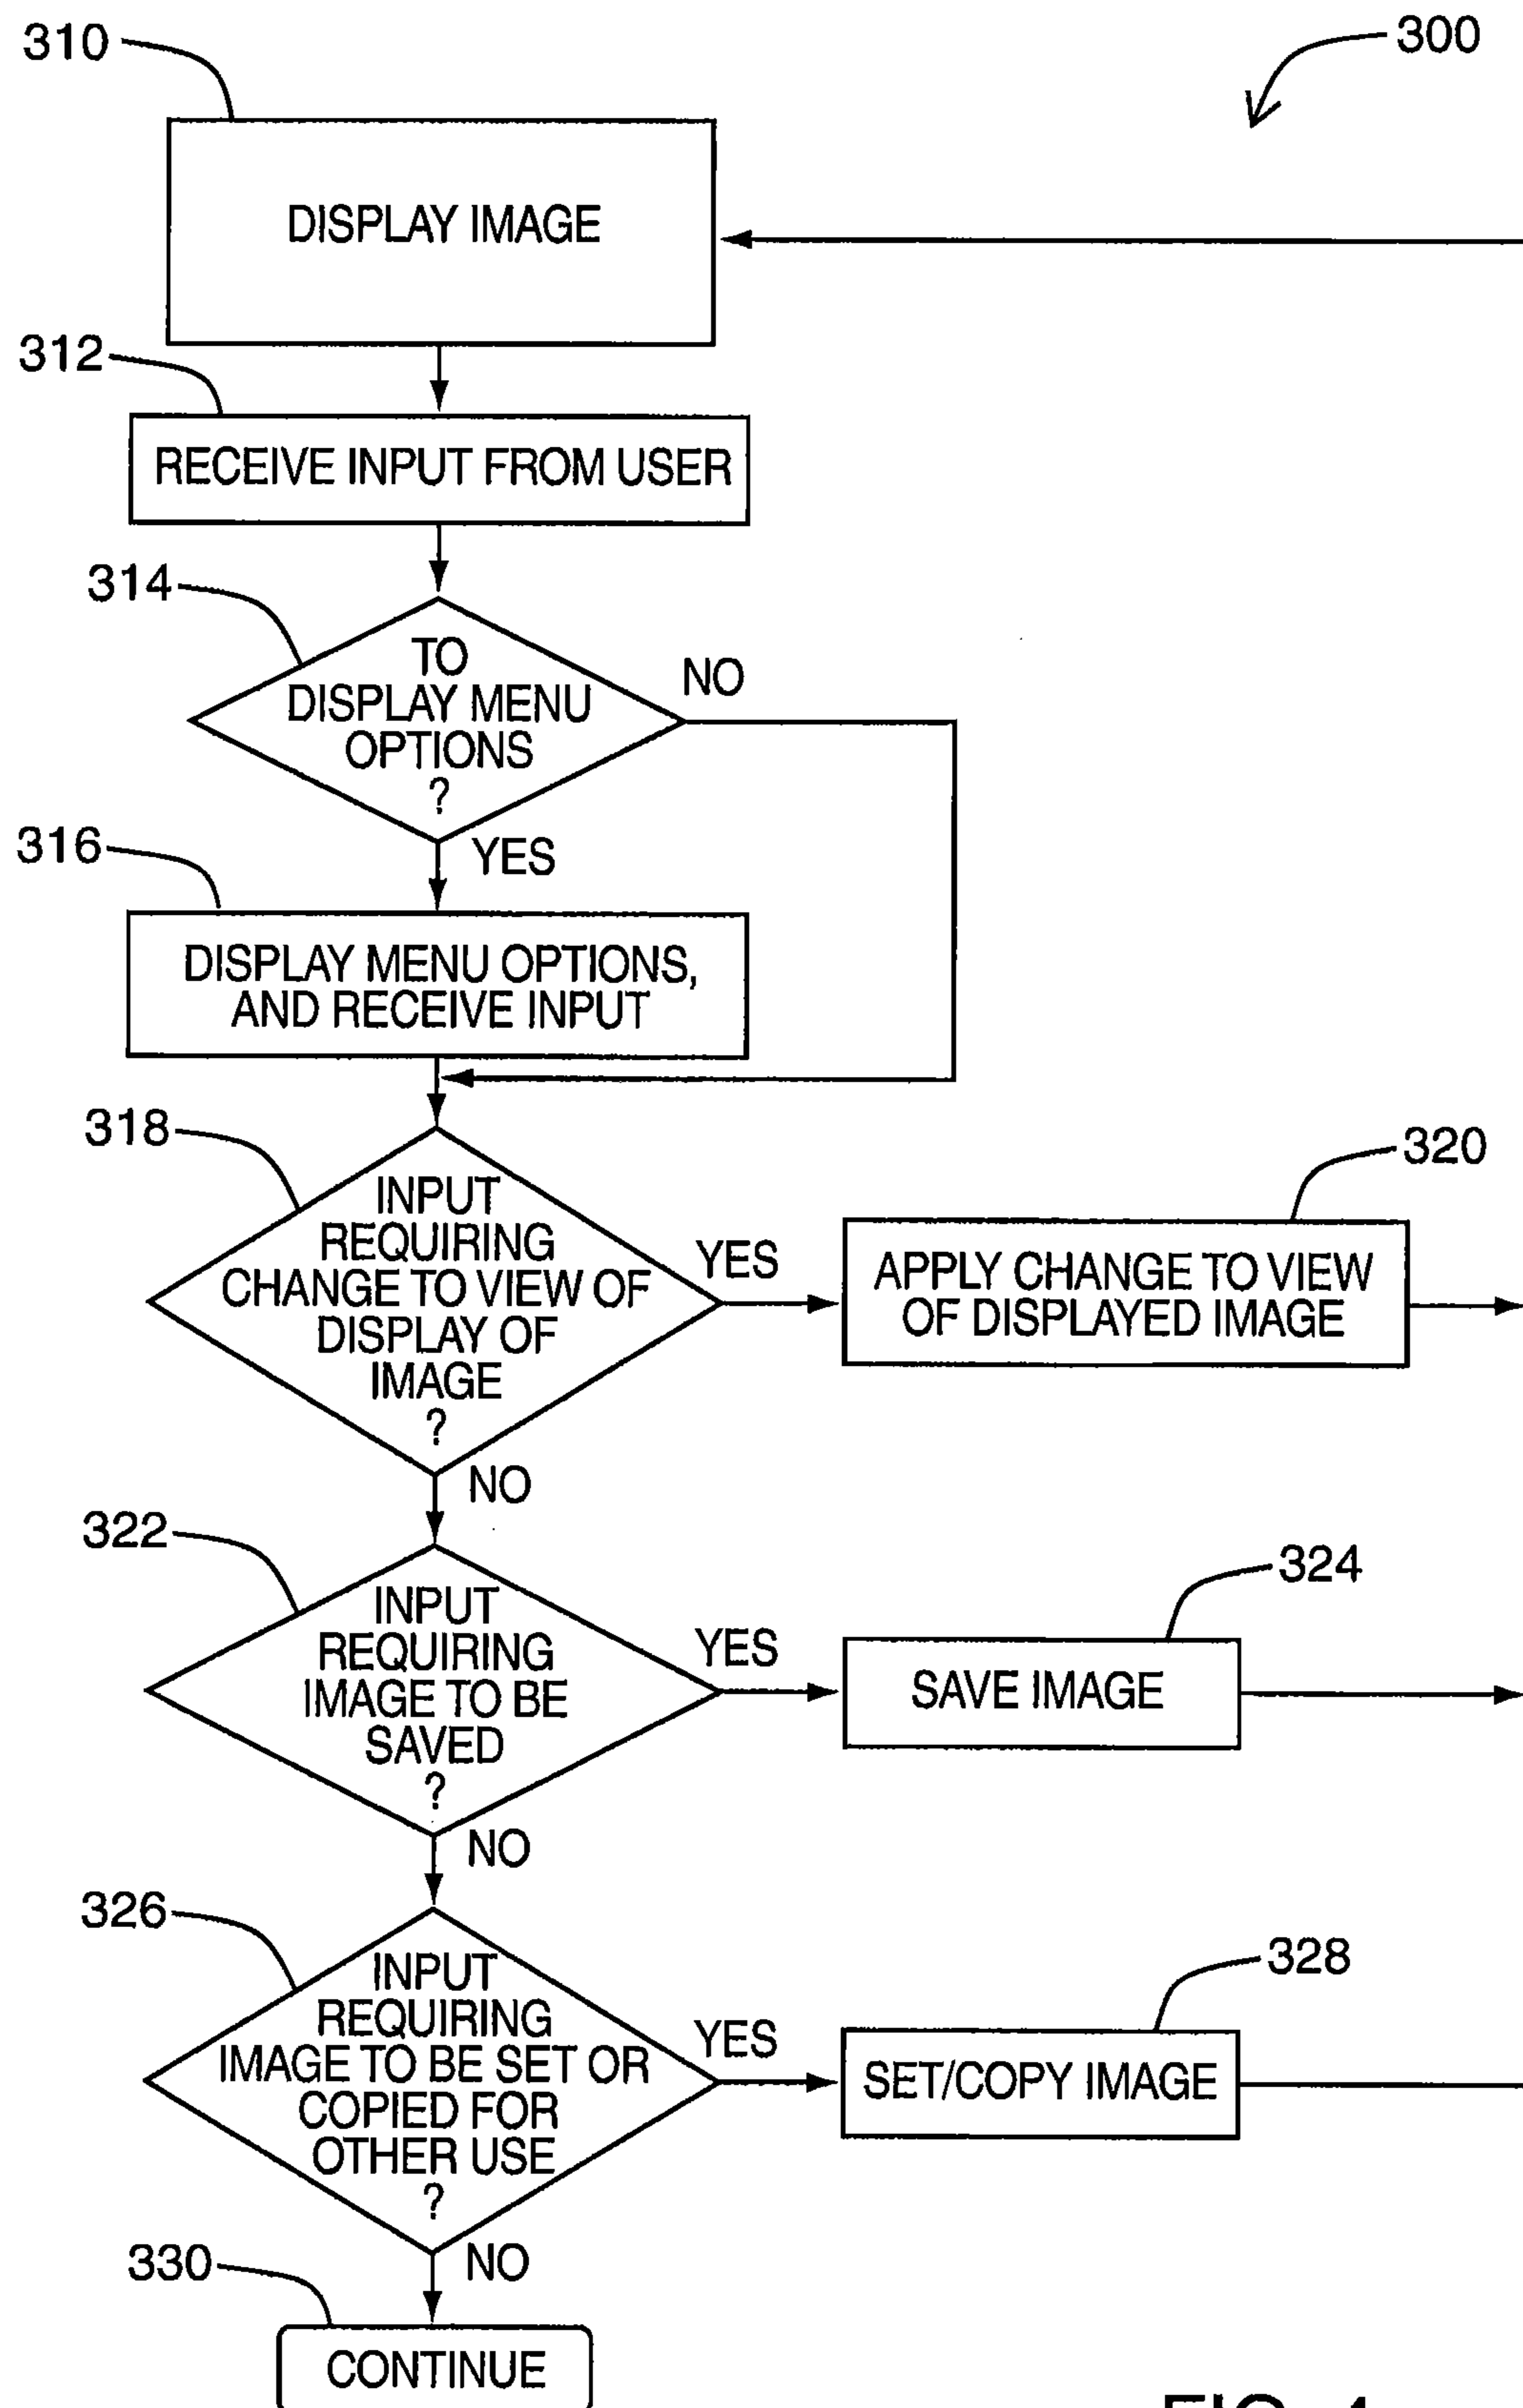 310
300
DISPLAY IMAGE
312
RECEIVE INPUT FROM USER
314
TO
DISPLAY MENU
OPTIONS
?
NO
YES
316
DISPLAY MENU OPTIONS,
AND RECEIVE INPUT
318
INPUT
REQUIRING
CHANGE TO VIEW OF
DISPLAY OF
IMAGE
?
YES
320
APPLY CHANGE TO VIEW
OF DISPLAYED IMAGE
NO
322
INPUT
REQUIRING
IMAGE TO BE
SAVED
?
YES
324
SAVE IMAGE
NO
326
INPUT
REQUIRING
IMAGE TO BE SET OR
COPIED FOR
OTHER USE
?
YES
328
SET/COPY IMAGE
NO
330
CONTINUE